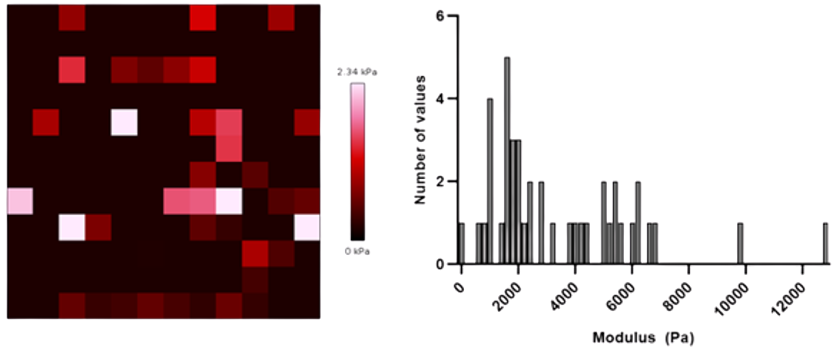 2.34 kPa
0 kPa
Number of values
6
4
2
0
0
2000
4000
6000
8000
10000
12000
Modulus (Pa)